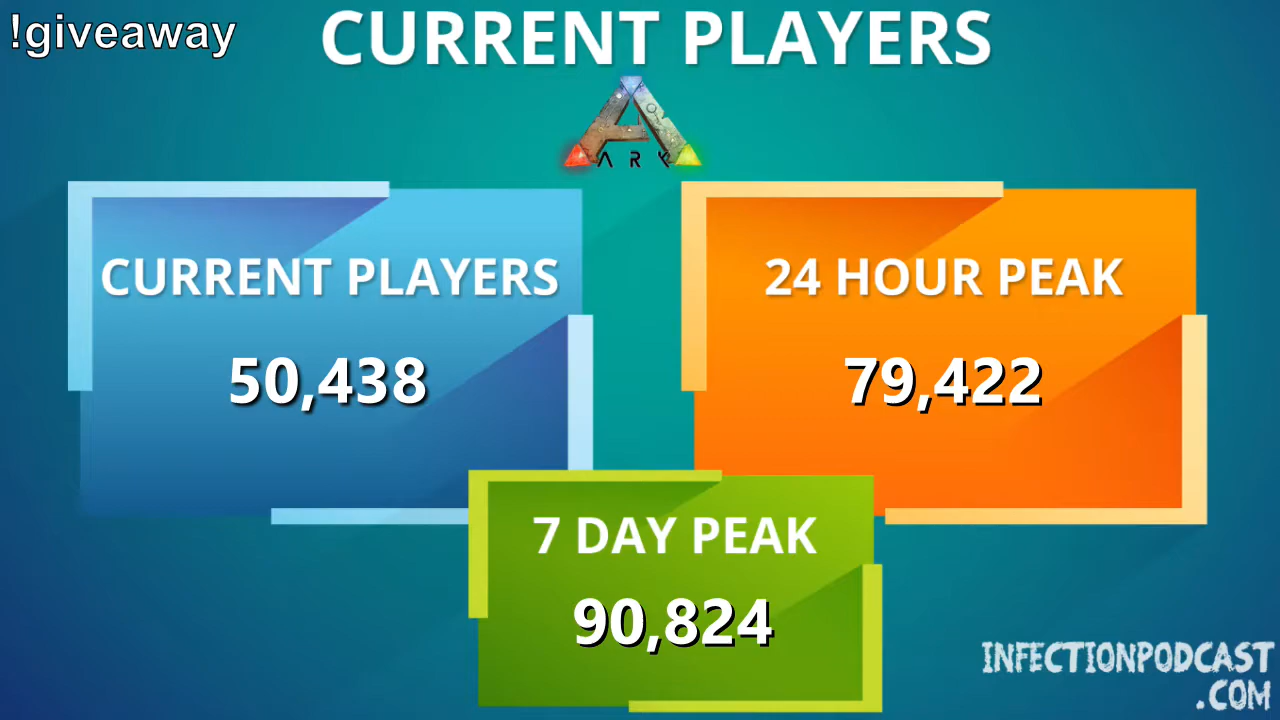 !giveaway
CURRENT PLAYERS
ARK
CURRENT PLAYERS
50,438
24 HOUR PEAK
79,422
7 DAY PEAK
90,824
INFECTIONPODCAST
.COM